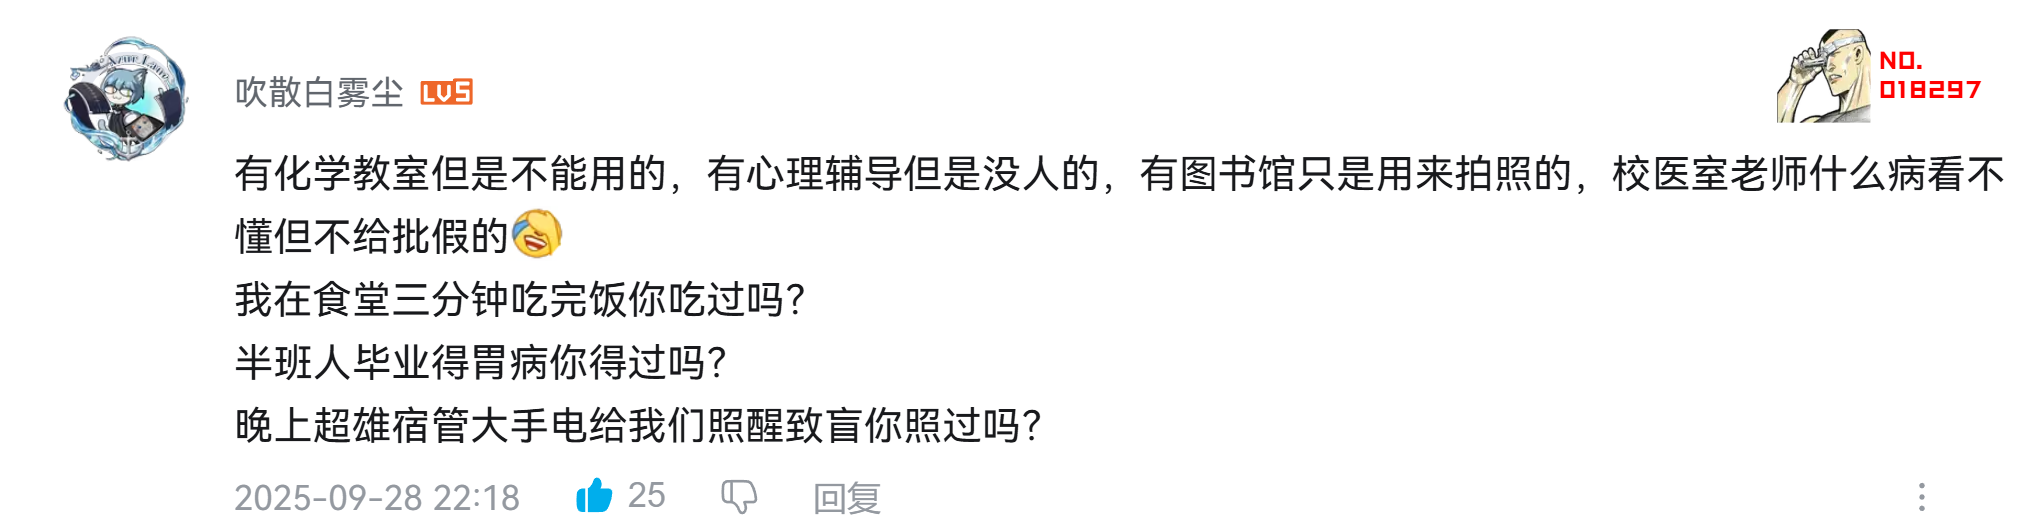 Azur Lane
吹散白雾尘 LV5
NO.
018297
有化学教室但是不能用的，有心理辅导但是没人的，有图书馆只是用来拍照的，校医室老师什么病看不
懂但不给批假的
我在食堂三分钟吃完饭你吃过吗？
半班人毕业得胃病你得过吗？
晚上超雄宿管大手电给我们照醒致盲你照过吗？
2025-09-28 22:18 25 回复